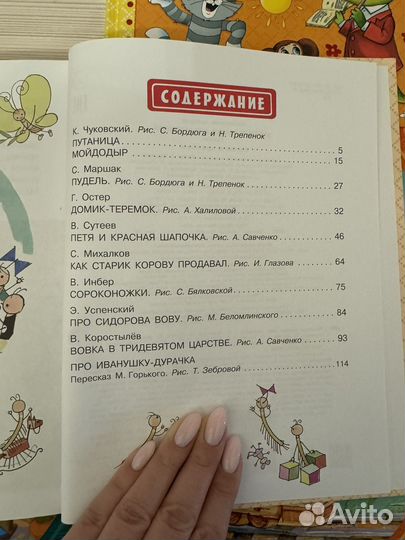 СОДЕРЖАНИЕ
К. Чуковский. Рис. С. Бордюга и Н. Трепенок
ПУТАНИЦА 5
МОЙДОДЫР 15
С. Маршак
ПУДЕЛЬ. Рис. С. Бордюга и Н. Трепенок 27
Г. Остер
ДОМИК-ТЕРЕМОК. Рис. А. Халиловой 32
В. Сутеев
ПЕТЯ И КРАСНАЯ ШАПОЧКА. Рис. А. Савченко 46
С. Михалков
КАК СТАРИК КОРОВУ ПРОДАВАЛ. Рис. И. Глазова 64
В. Инбер
СОРОКОНОЖКИ. Рис. С. Бялковской 75
Э. Успенский
ПРО СИДОРОВА ВОВУ. Рис. М. Беломлинского 84
В. Коростылёв
ВОВКА В ТРИДЕВЯТОМ ЦАРСТВЕ. Рис. А. Савченко 93
ПРО ИВАНУШКУ-ДУРАЧКА 114
Пересказ М. Горького. Рис. Т. Зебровой
Avito